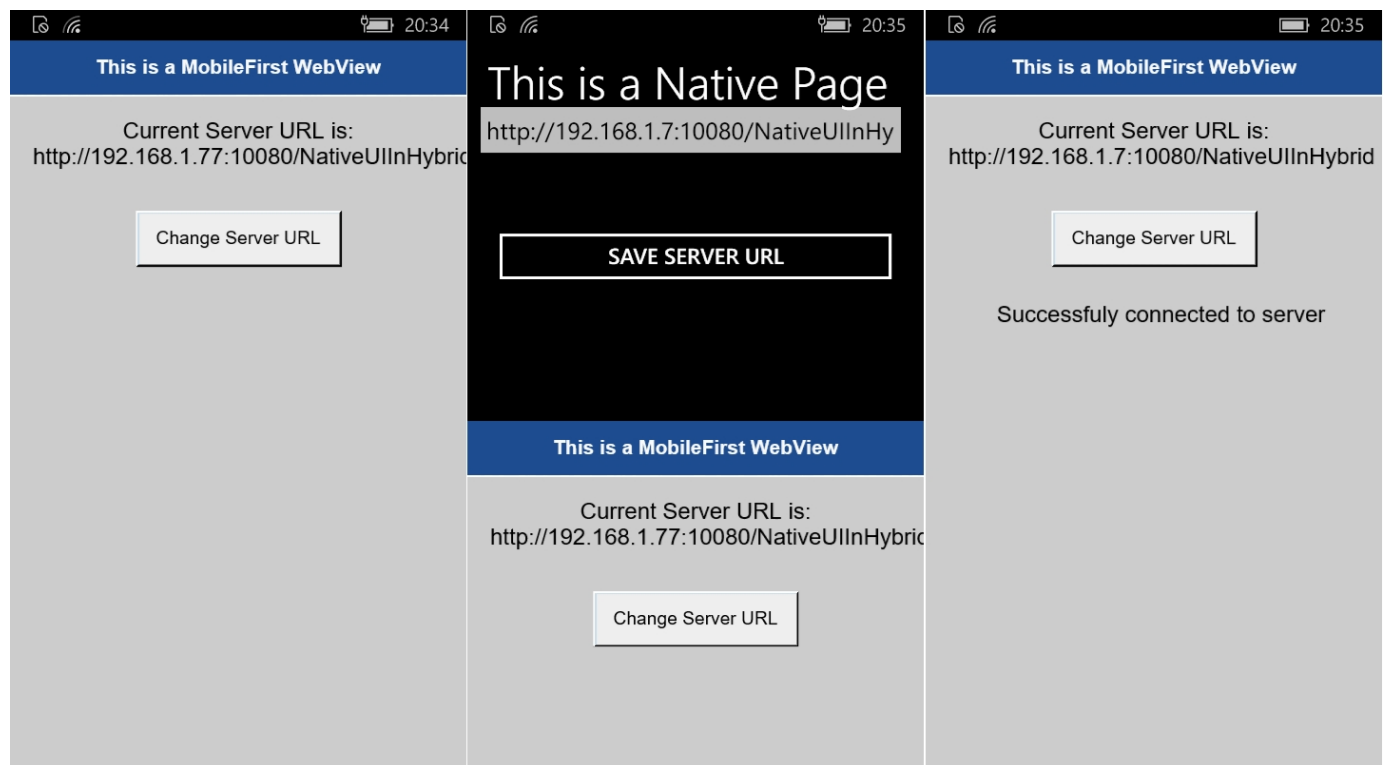 20:34
This is a MobileFirst WebView
Current Server URL is:
http://192.168.1.77:10080/NativeUIInHybric
Change Server URL
20:35
This is a Native Page
http://192.168.1.7:10080/NativeUIInHy
SAVE SERVER URL
This is a MobileFirst WebView
Current Server URL is:
http://192.168.1.77:10080/NativeUIInHybric
Change Server URL
20:35
This is a MobileFirst WebView
Current Server URL is:
http://192.168.1.7:10080/NativeUIInHybrid
Change Server URL
Successfuly connected to server